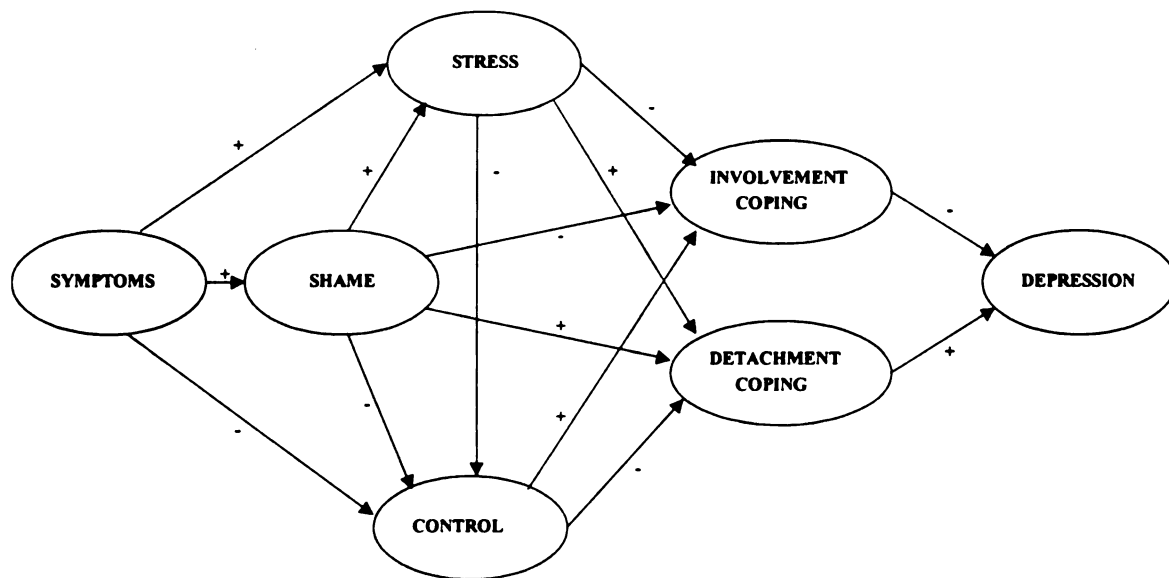 STRESS
-
+
+
-
+
INVOLVEMENT
COPING
-
-
SYMPTOMS
+
SHAME
DEPRESSION
+
DETACHMENT
COPING
+
-
-
+
-
CONTROL